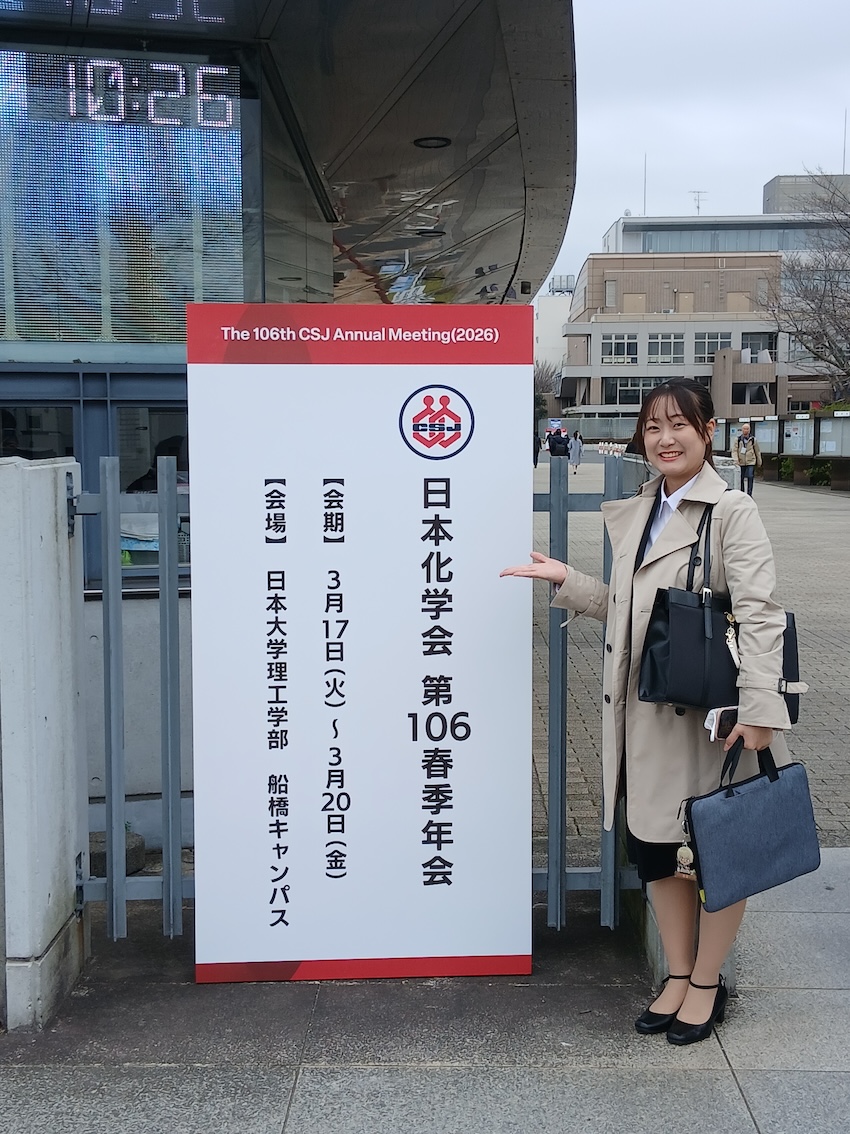 10:26
The 106th CSJ Annual Meeting(2026)
CSJ
日本化学会 第106春季年会
【会期】 3月17日(火)~3月20日(金)
【会場】 日本大学理工学部 船橋キャンパス